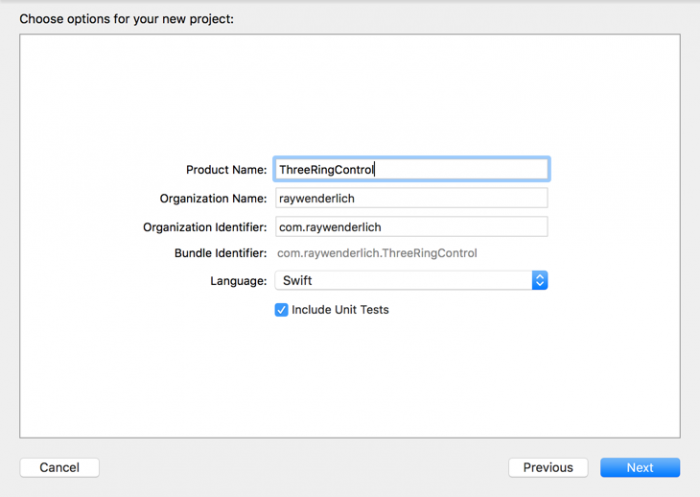 Choose options for your new project:
Product Name: ThreeRingControl
Organization Name: raywenderlich
Organization Identifier: com.raywenderlich
Bundle Identifier: com.raywenderlich.ThreeRingControl
Language: Swift
Include Unit Tests
Cancel Previous Next